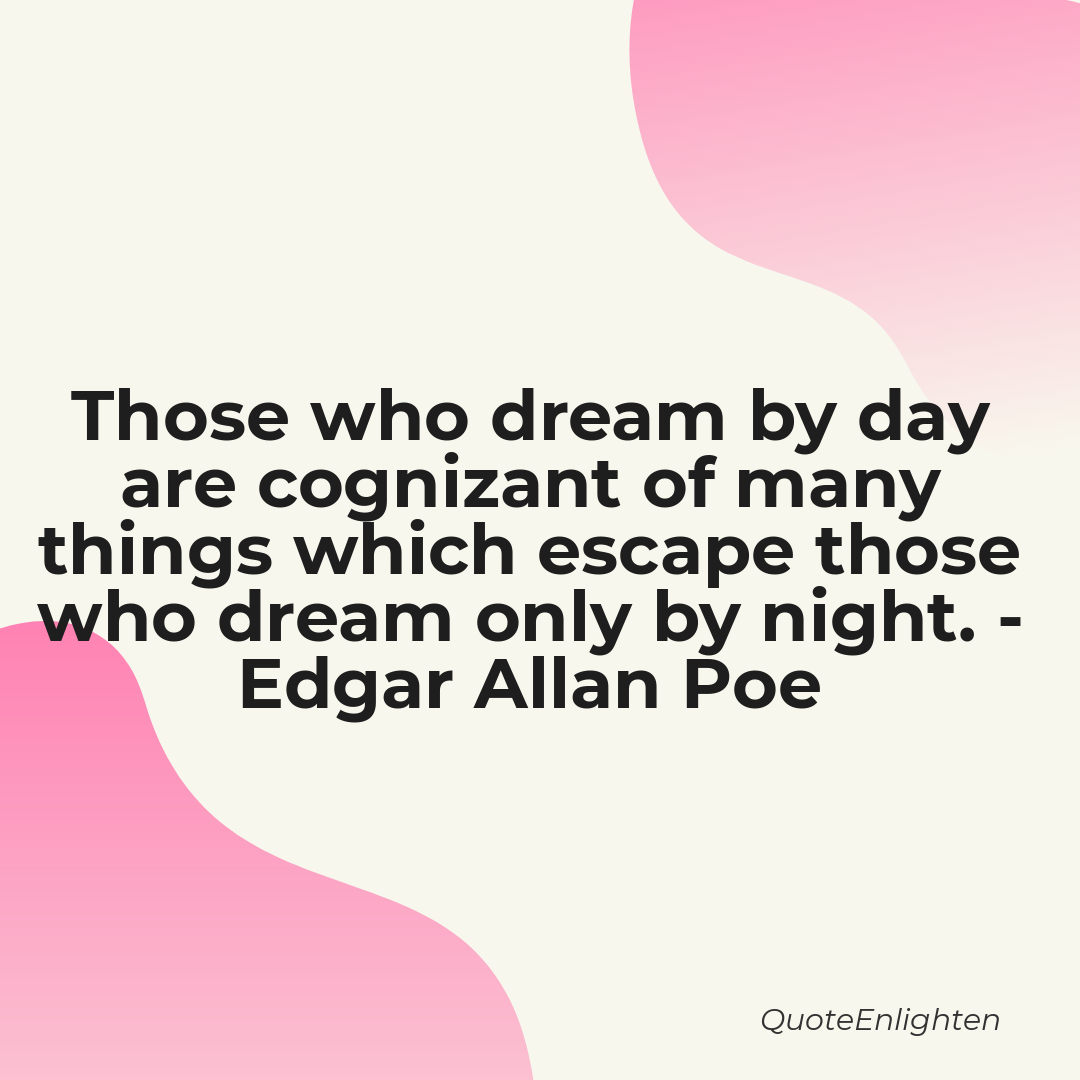 Those who dream by day
are cognizant of many
things which escape those
who dream only by night. -
Edgar Allan Poe
QuoteEnlighten